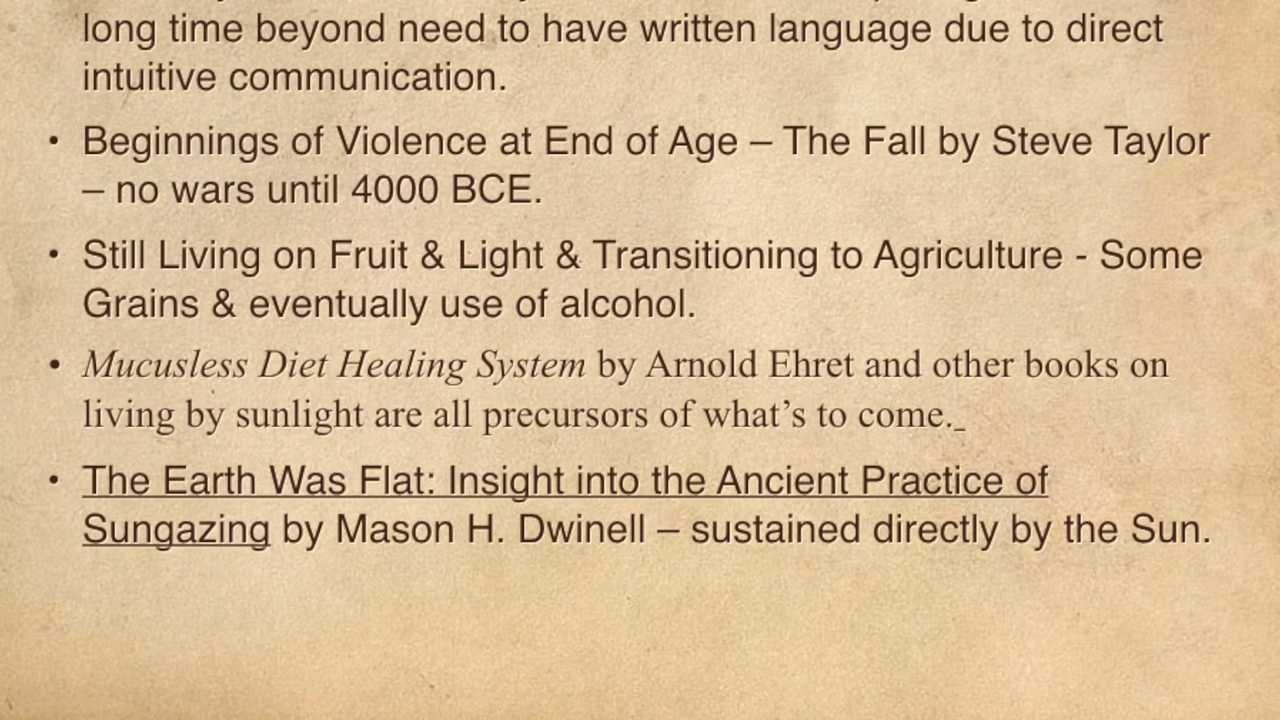 long time beyond need to have written language due to direct
intuitive communication.
• Beginnings of Violence at End of Age – The Fall by Steve Taylor
– no wars until 4000 BCE.
• Still Living on Fruit & Light & Transitioning to Agriculture - Some
Grains & eventually use of alcohol.
• Mucusless Diet Healing System by Arnold Ehret and other books on
living by sunlight are all precursors of what’s to come.
• The Earth Was Flat: Insight into the Ancient Practice of
Sungazing by Mason H. Dwinell – sustained directly by the Sun.